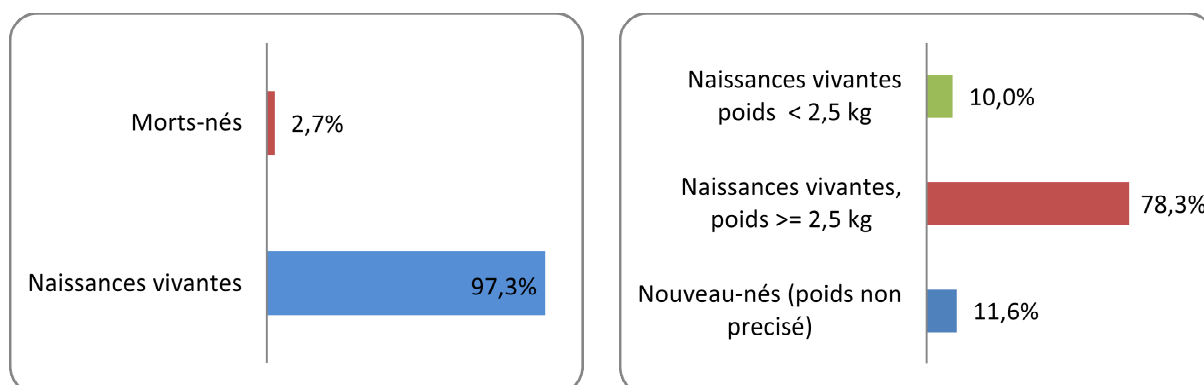 Morts-nés
2,7%
Naissances vivantes
97,3%
Naissances vivantes
poids < 2,5 kg
10,0%
Naissances vivantes,
poids >= 2,5 kg
78,3%
Nouveau-nés (poids non
precisé)
11,6%